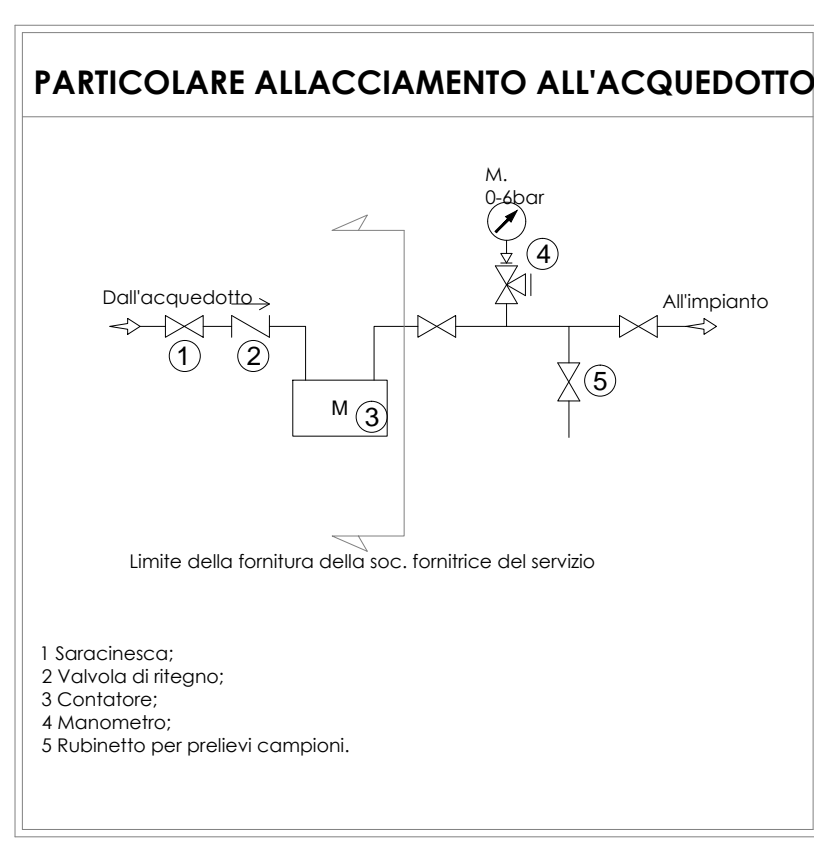 PARTICOLARE ALLACCIAMENTO ALL'ACQUEDOTTO
M.
0-6bar
4
Dall'acquedotto
All'impianto
1
2
5
M
3
Limite della fornitura della soc. fornitrice del servizio
1 Saracinesca;
2 Valvola di ritegno;
3 Contatore;
4 Manometro;
5 Rubinetto per prelievi campioni.